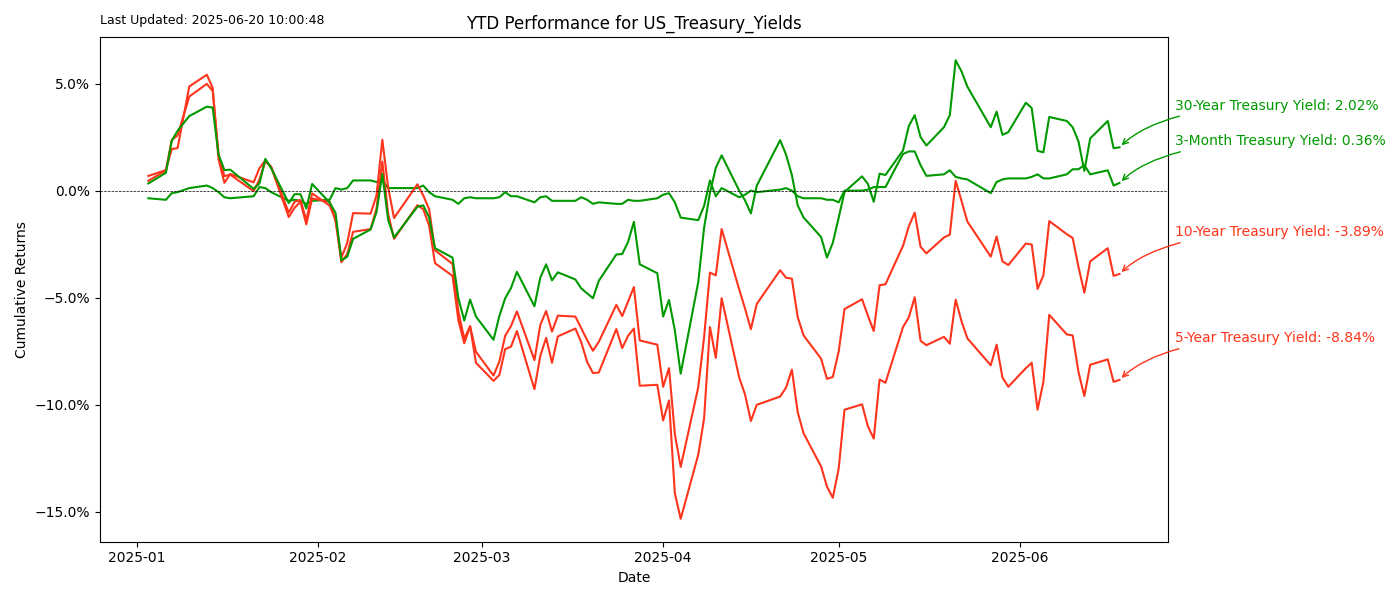 Last Updated: 2025-06-20 10:00:48
YTD Performance for US_Treasury_Yields
5.0%
0.0%
−5.0%
−10.0%
−15.0%
Cumulative Returns
30-Year Treasury Yield: 2.02%
3-Month Treasury Yield: 0.36%
10-Year Treasury Yield: -3.89%
5-Year Treasury Yield: -8.84%
2025-01
2025-02
2025-03
2025-04
2025-05
2025-06
Date